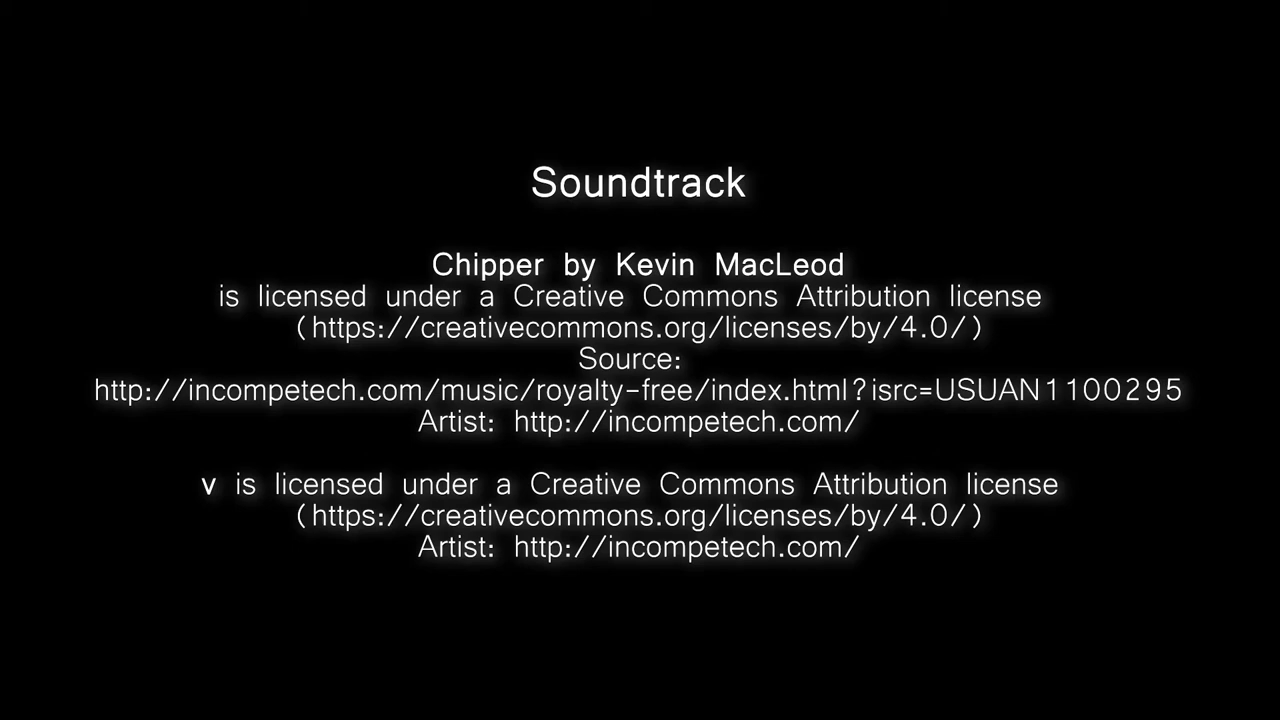 Soundtrack
Chipper by Kevin MacLeod
is licensed under a Creative Commons Attribution license
(https://creativecommons.org/licenses/by/4.0/)
Source:
http://incompetech.com/music/royalty-free/index.html?isrc=USUAN1100295
Artist: http://incompetech.com/
v is licensed under a Creative Commons Attribution license
(https://creativecommons.org/licenses/by/4.0/)
Artist: http://incompetech.com/